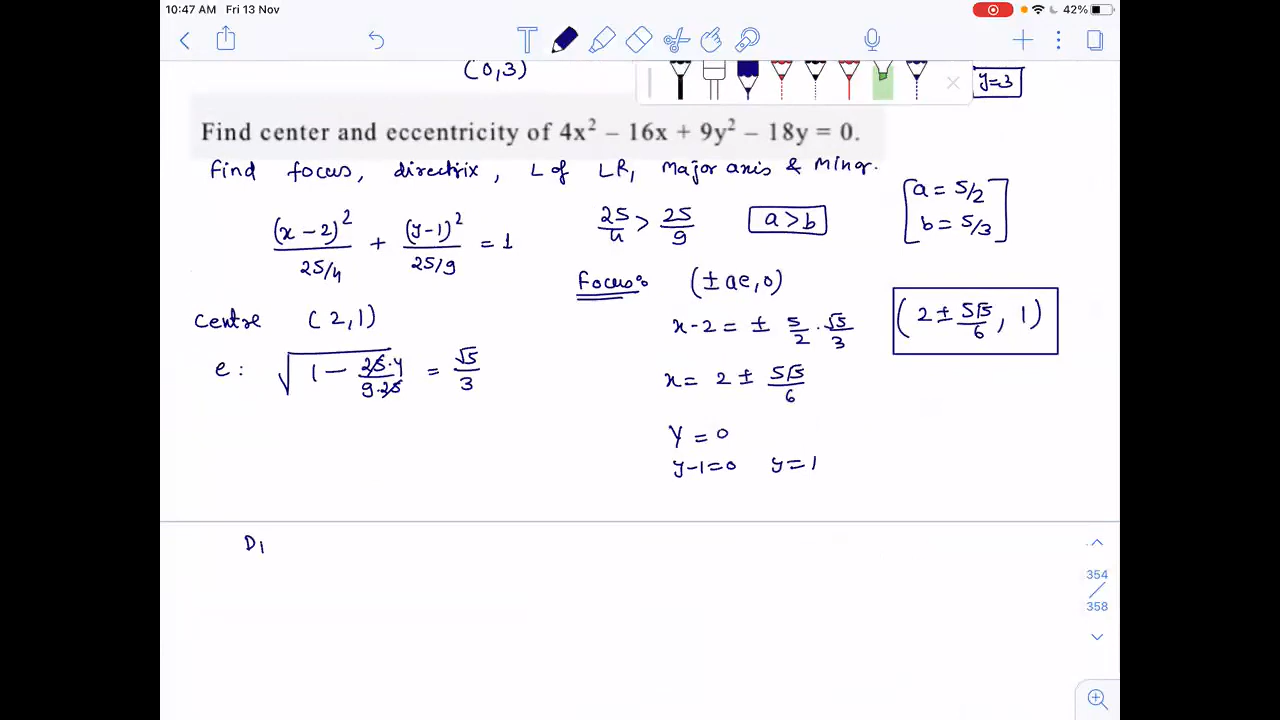 10:47 AM Fri 13 Nov 42%
(0,3)
y=3
Find center and eccentricity of 4x² – 16x + 9y² – 18y = 0.
Find focus, directrix, L of LR, Major axis & Minor.
(x-2)²/25/4 + (y-1)²/25/9 = 1
25/4 > 25/9 a>b
a = 5/2
b = 5/3
Focus: (±ae, 0)
Centre (2,1)
x-2 = ± 5/2 · √5/3
(2 ± 5√5/6, 1)
e: √(1 - 25·4/9·25) = √5/3
x = 2 ± 5√5/6
Y = 0
y-1=0 y=1
Di
354
358